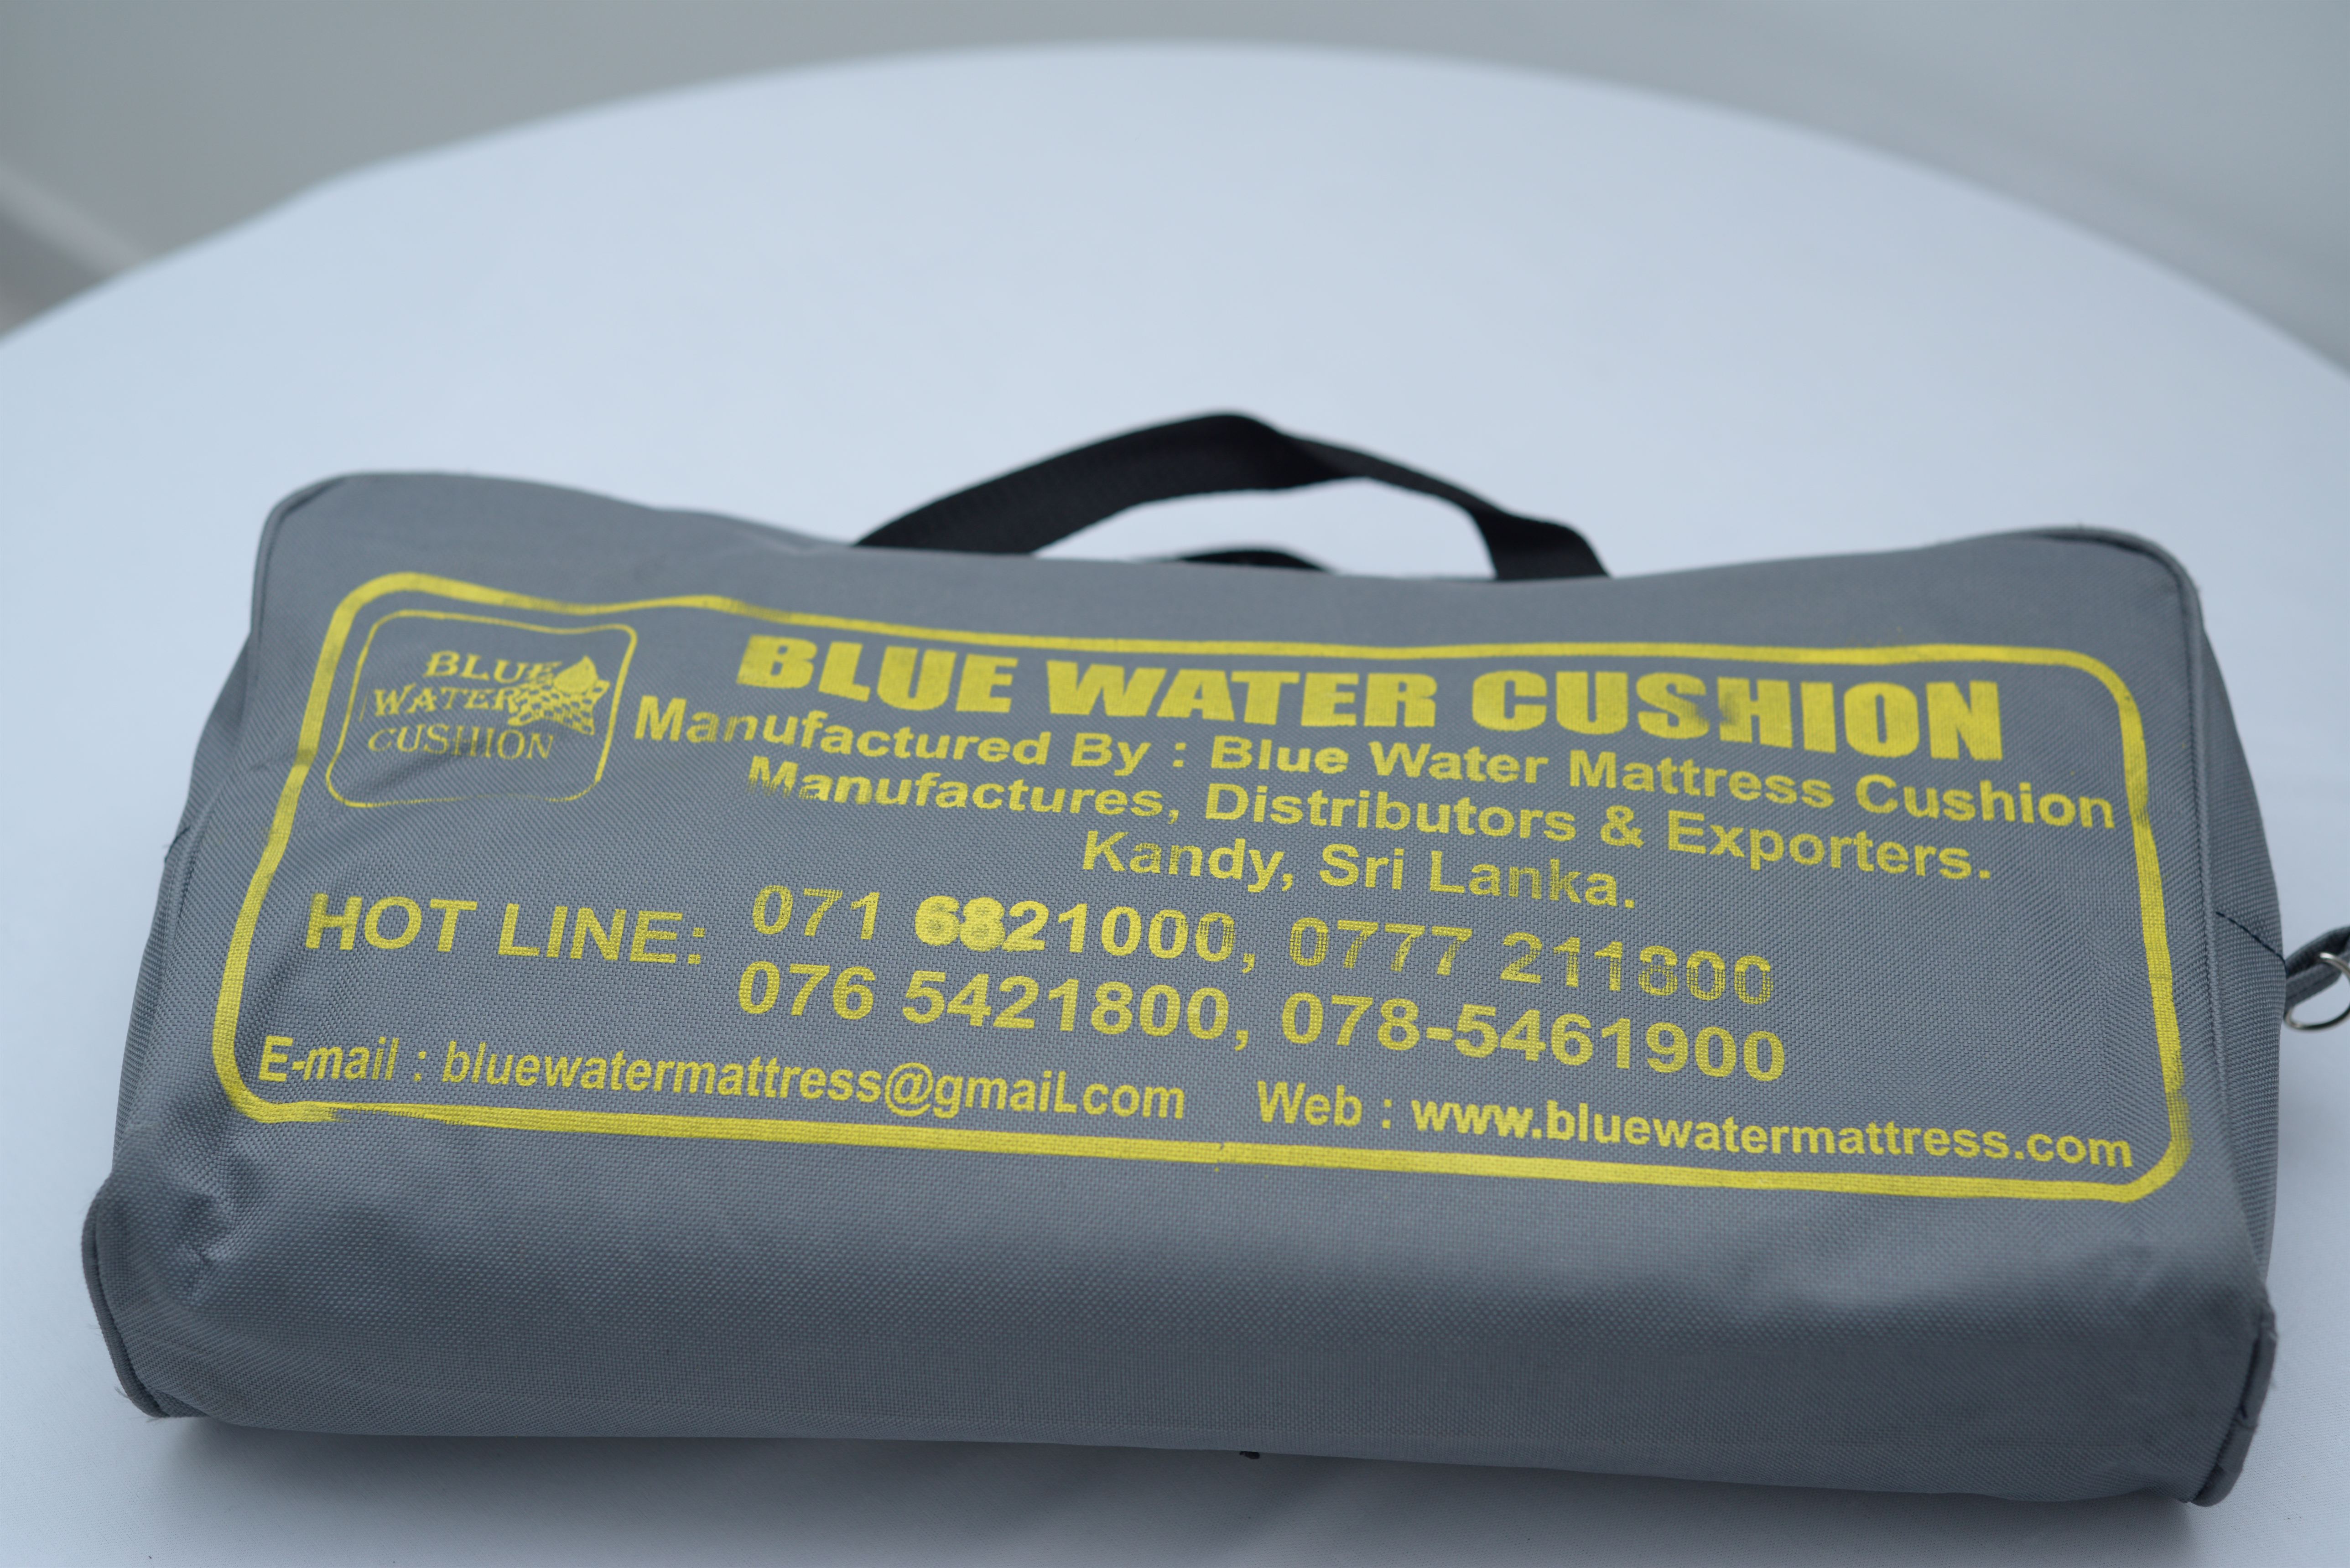 BLUE
WATER
CUSHION
BLUE WATER CUSHION
Manufactured By : Blue Water Mattress Cushion
Manufactures, Distributors & Exporters.
Kandy, Sri Lanka.
HOT LINE: 071 6821000, 0777 211800
076 5421800, 078-5461900
E-mail : bluewatermattress@gmail.com Web : www.bluewatermattress.com